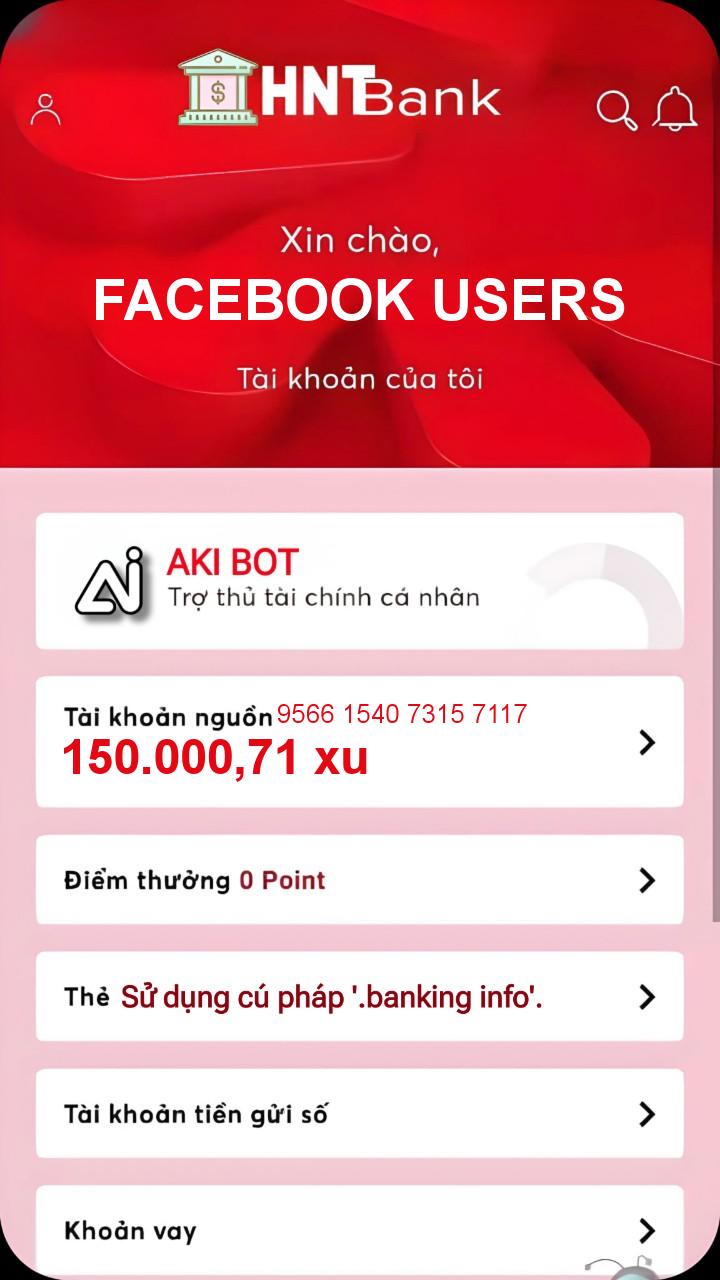 $ HNTBank
Xin chào,
FACEBOOK USERS
Tài khoản của tôi
AI AKI BOT
Trợ thủ tài chính cá nhân
Tài khoản nguồn 9566 1540 7315 7117
150.000,71 xu
Điểm thưởng 0 Point
Thẻ Sử dụng cú pháp '.banking info'.
Tài khoản tiền gửi số
Khoản vay